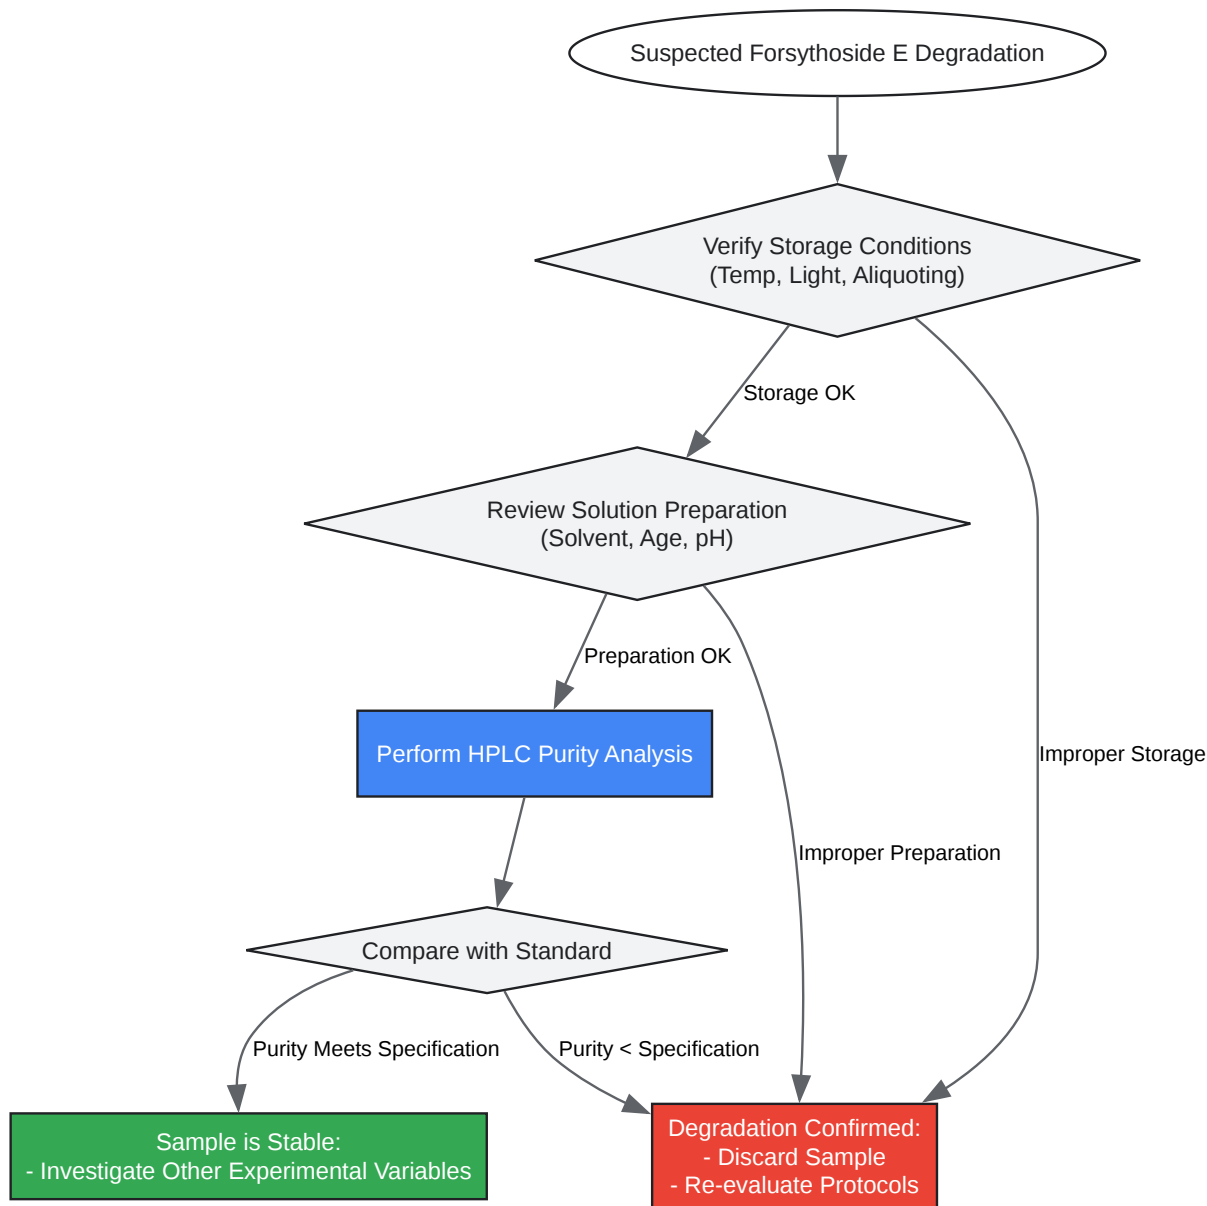 Suspected Forsythoside E Degradation
Verify Storage Conditions
(Temp, Light, Aliquoting)
Storage OK
Review Solution Preparation
(Solvent, Age, pH)
Preparation OK
Perform HPLC Purity Analysis
Improper Storage
Improper Preparation
Compare with Standard
Purity Meets Specification
Purity < Specification
Sample is Stable:
- Investigate Other Experimental Variables
Degradation Confirmed:
- Discard Sample
- Re-evaluate Protocols